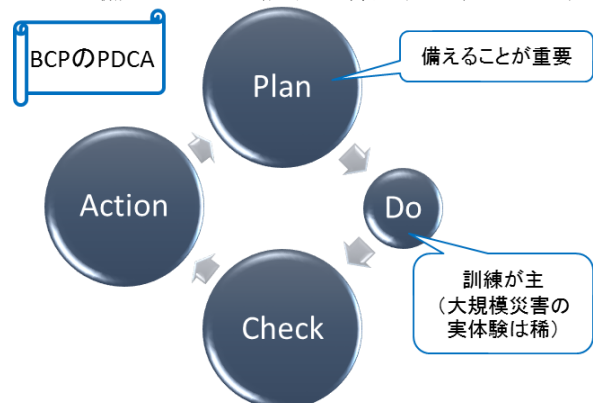 BCPのPDCA
Plan
備えることが重要
Action
Do
訓練が主
（大規模災害の
実体験は稀）
Check